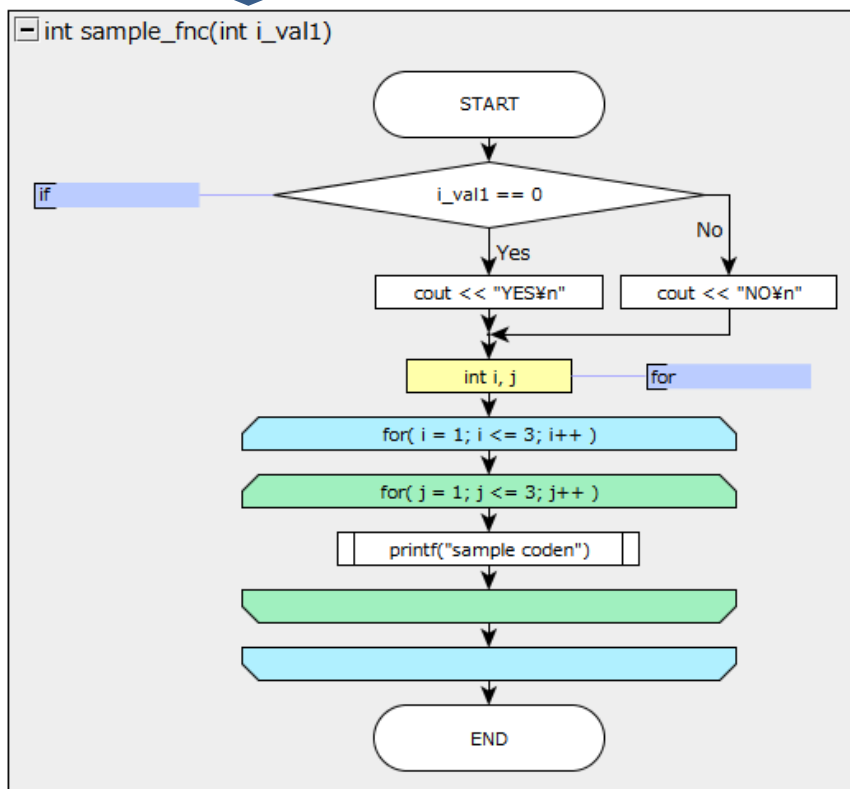 int sample_fnc(int i_val1)
START
if
i_val1 == 0
No
Yes
cout << "YES¥n"
cout << "NO¥n"
int i, j
for
for( i = 1; i <= 3; i++ )
for( j = 1; j <= 3; j++ )
printf("sample coden")
END